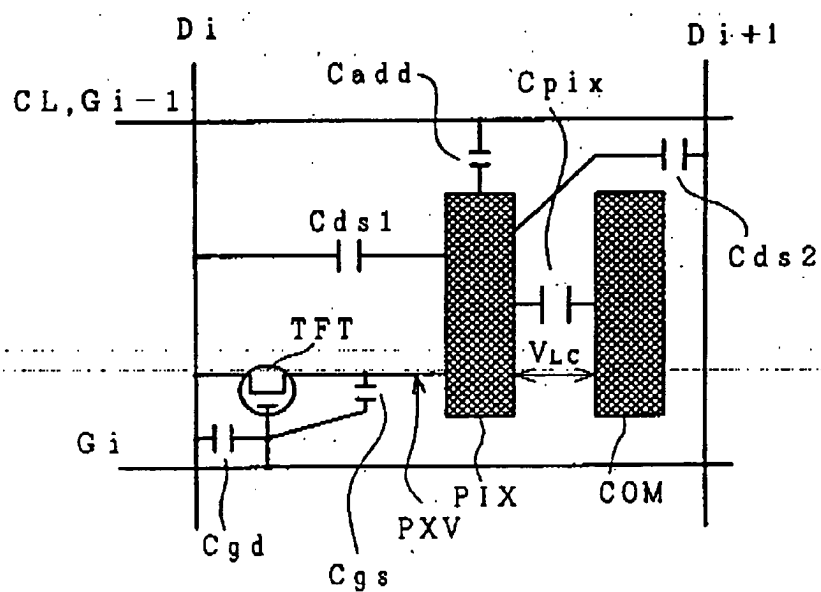 Di
Di+1
Cadd
Cpix
CL,Gi-1
Cds1
Cds2
TFT
VLC
Gi
PIX
COM
PXV
Cgd
Cgs